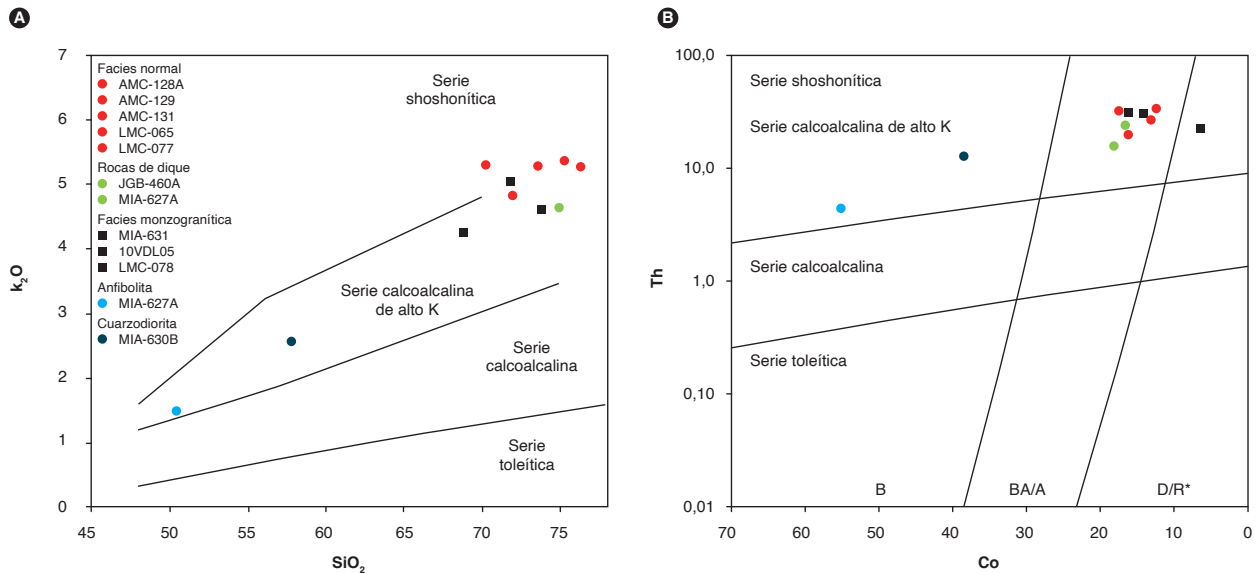 A
7
6
5
4
3
2
1
0
k₂O
45
50
55
60
65
70
75
SiO₂
Facies normal
AMC-128A
AMC-129
AMC-131
LMC-065
LMC-077
Rocas de dique
JGB-460A
MIA-627A
Facies monzogranítica
MIA-631
10VDL05
LMC-078
Anfibolita
MIA-627A
Cuarzodiorita
MIA-630B
Serie
shoshonítica
Serie calcoalcalina
de alto K
Serie
calcoalcalina
Serie
toleítica
B
100,0
10,0
1,0
0,10
0,01
Th
70
40
30
20
10
0
Co
Serie shoshonítica
Serie calcoalcalina de alto K
Serie calcoalcalina
Serie toleítica
B
BA/A
D/R*